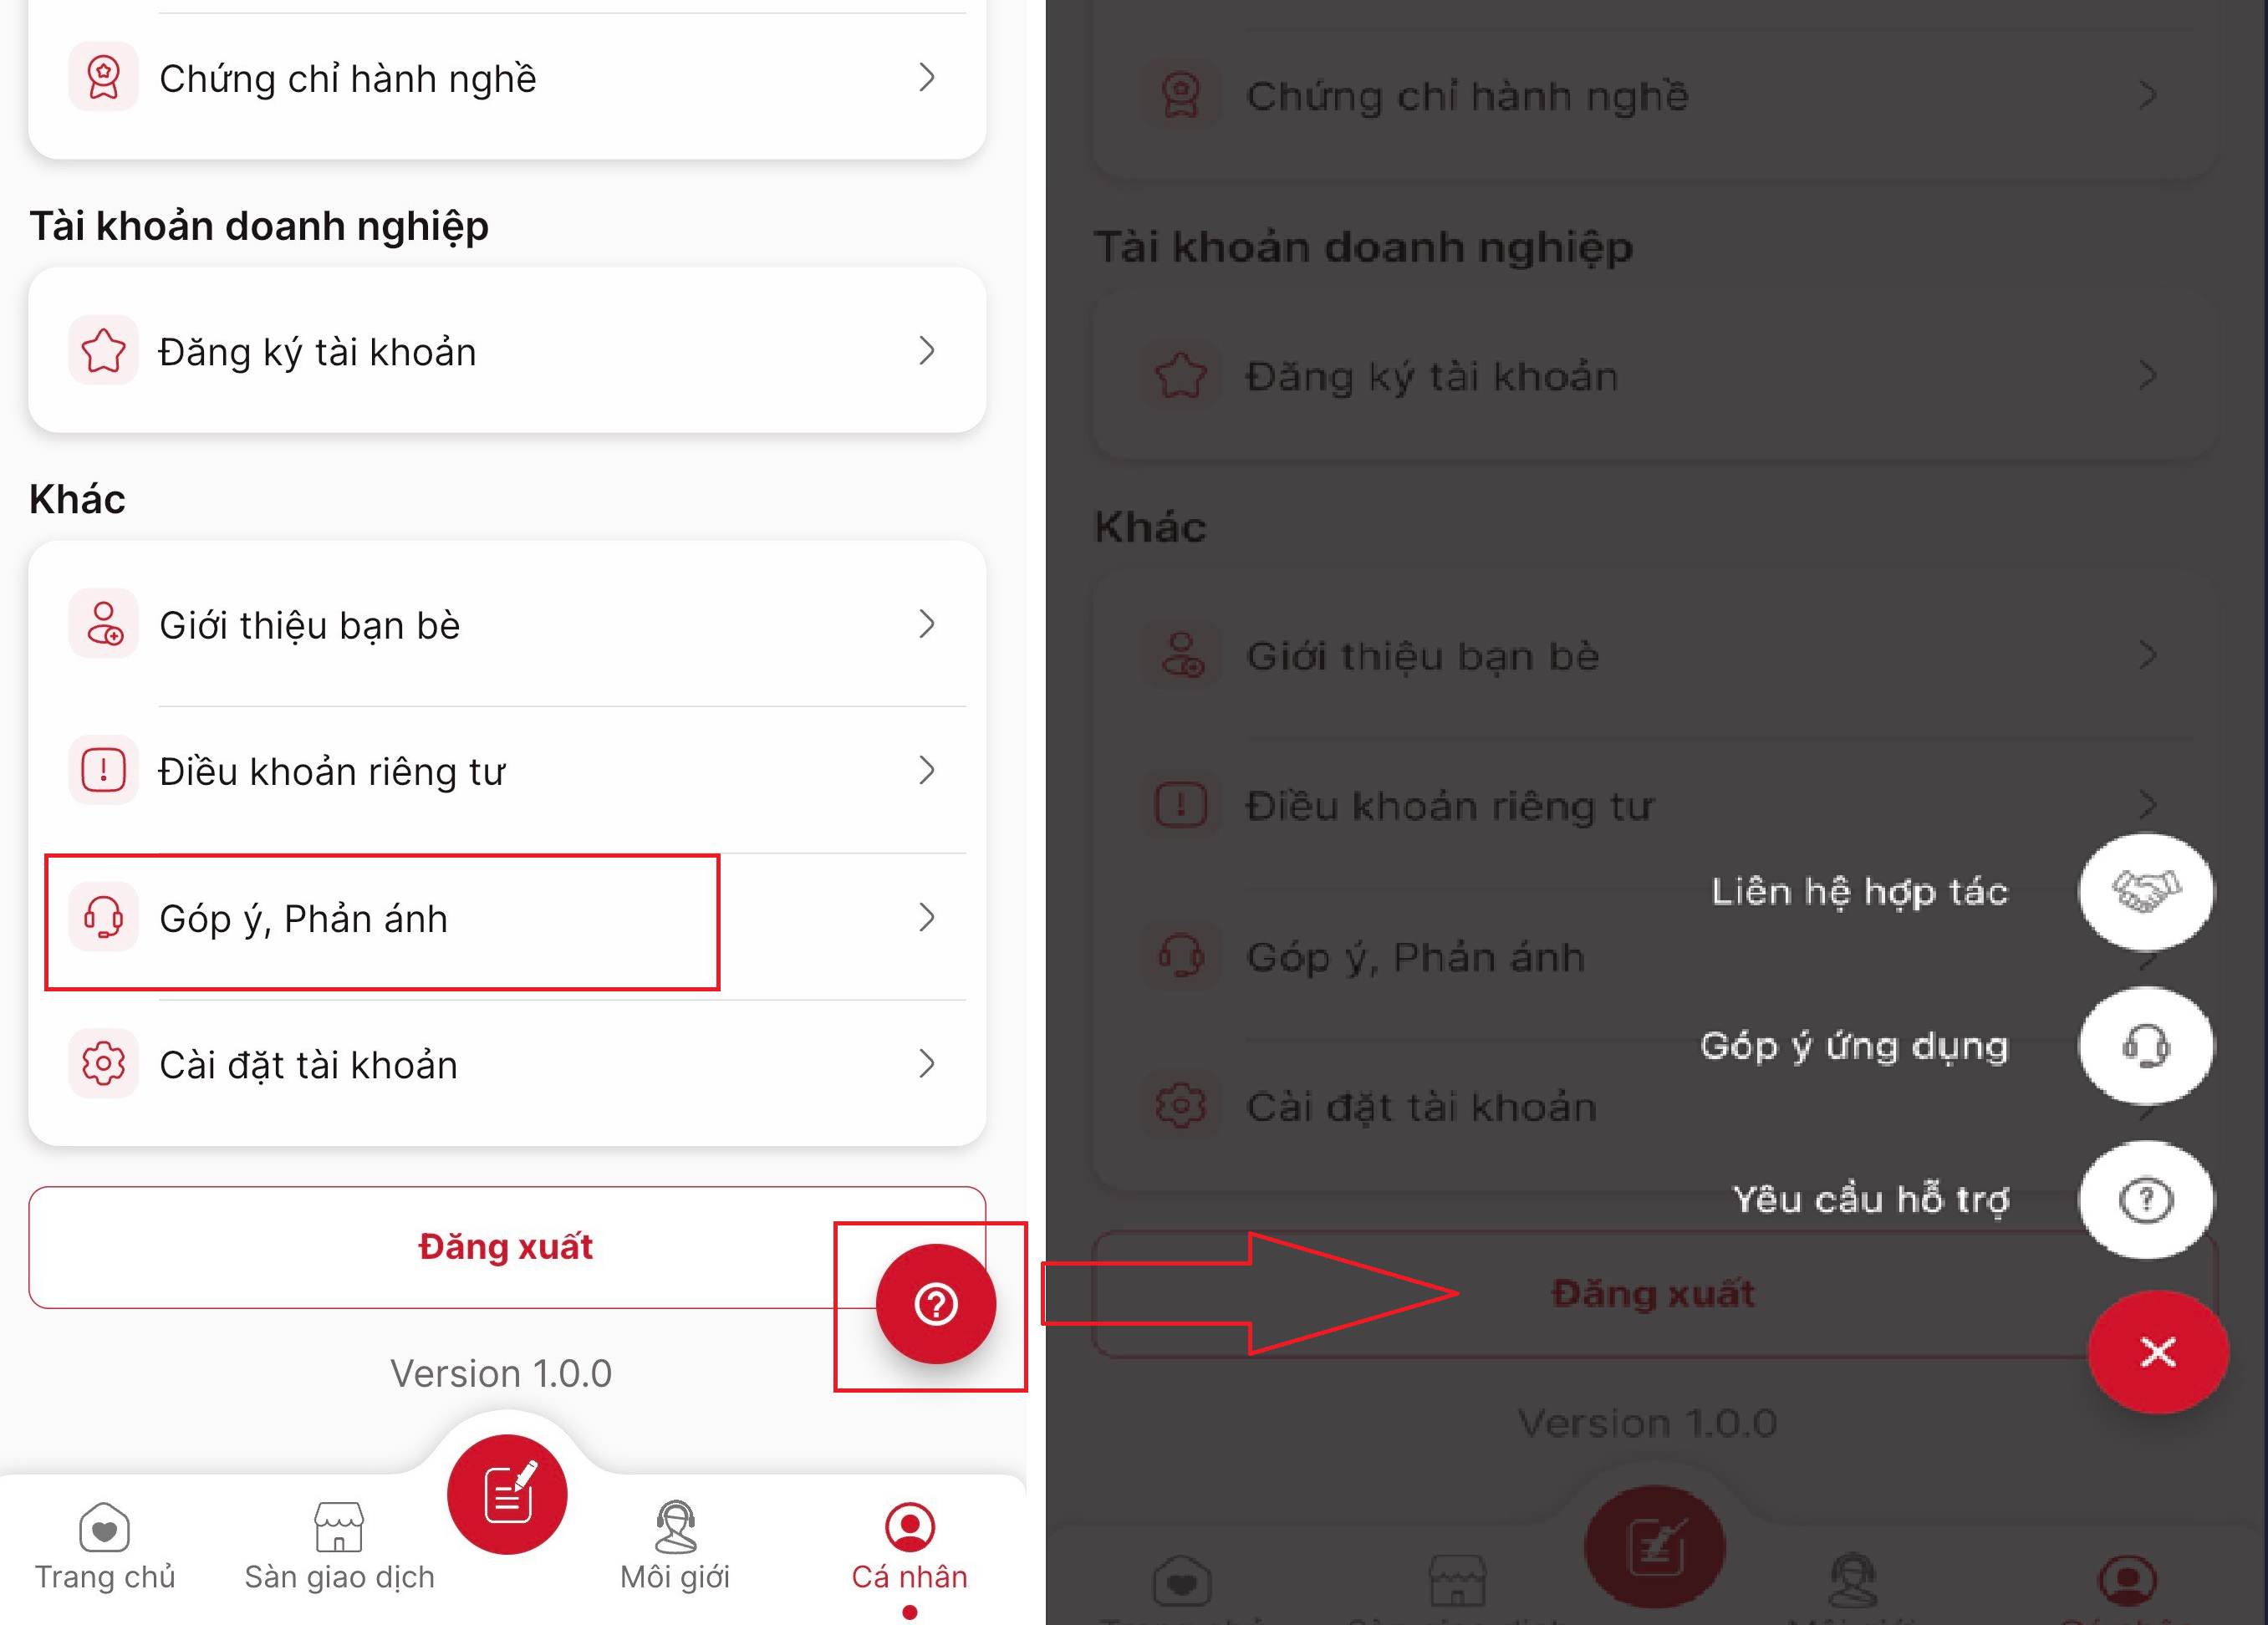 Chứng chỉ hành nghề
Tài khoản doanh nghiệp
Đăng ký tài khoản
Khác
Giới thiệu bạn bè
Điều khoản riêng tư
Góp ý, Phản ánh
Cài đặt tài khoản
Đăng xuất
Version 1.0.0
Trang chủ
Sàn giao dịch
Môi giới
Cá nhân
Chứng chỉ hành nghề
Tài khoản doanh nghiệp
Đăng ký tài khoản
Khác
Giới thiệu bạn bè
Điều khoản riêng tư
Liên hệ hợp tác
Góp ý, Phản ánh
Góp ý ứng dụng
Cài đặt tài khoản
Yêu cầu hỗ trợ
Đăng xuất
Version 1.0.0